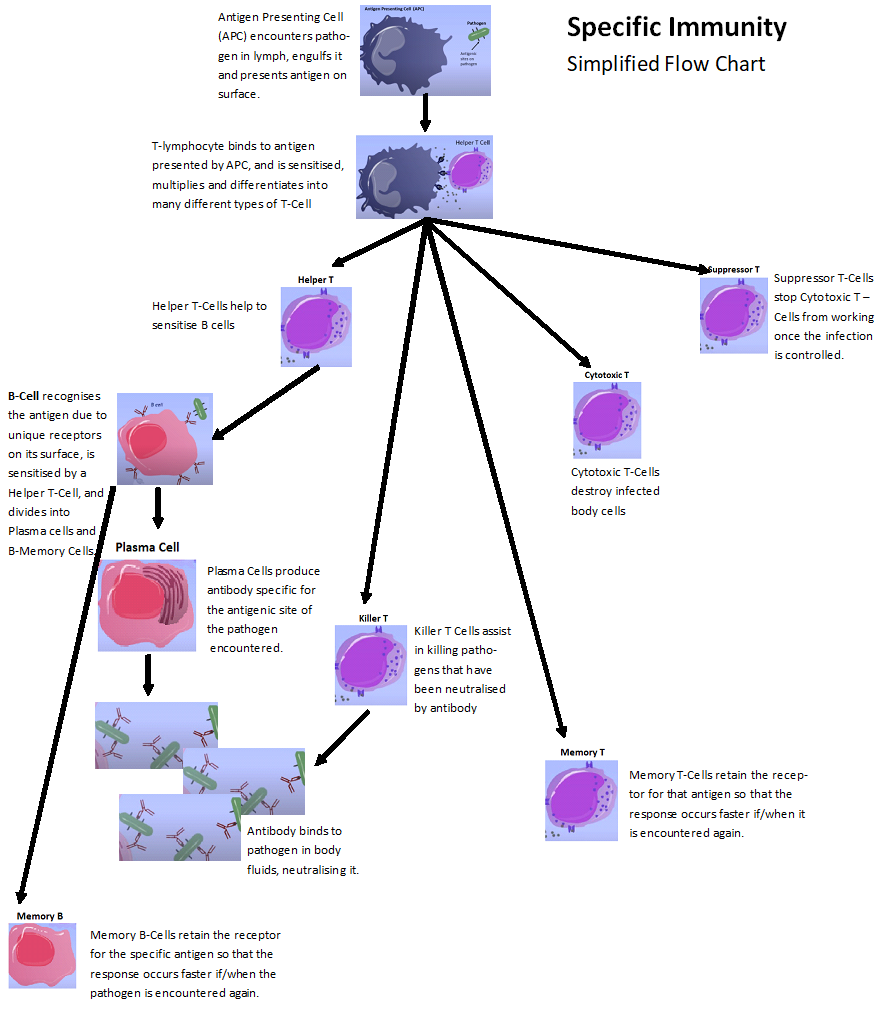 Specific Immunity
Simplified Flow Chart
Antigen Presenting Cell
(APC) encounters patho-
gen in lymph, engulfs it
and presents antigen on
surface.
Antigen Presenting Cell (APC)
Pathogen
Antigenic
sites on
pathogen
T-lymphocyte binds to antigen
presented by APC, and is sensitised,
multiplies and differentiates into
many different types of T-Cell
Helper T Cell
Helper T
Helper T-Cells help to
sensitise B cells
Suppressor T
Suppressor T-Cells
stop Cytotoxic T –
Cells from working
once the infection
is controlled.
Cytotoxic T
Cytotoxic T-Cells
destroy infected
body cells
B-Cell recognises
the antigen due to
unique receptors
on its surface, is
sensitised by a
Helper T-Cell, and
divides into
Plasma cells and
B-Memory Cells.
B cell
Plasma Cell
Plasma Cells produce
antibody specific for
the antigenic site of
the pathogen
encountered.
Killer T
Killer T Cells assist
in killing patho-
gens that have
been neutralised
by antibody
Antibody binds to
pathogen in body
fluids, neutralising it.
Memory T
Memory T-Cells retain the recep-
tor for that antigen so that the
response occurs faster if/when it
is encountered again.
Memory B
Memory B-Cells retain the receptor
for the specific antigen so that the
response occurs faster if/when the
pathogen is encountered again.